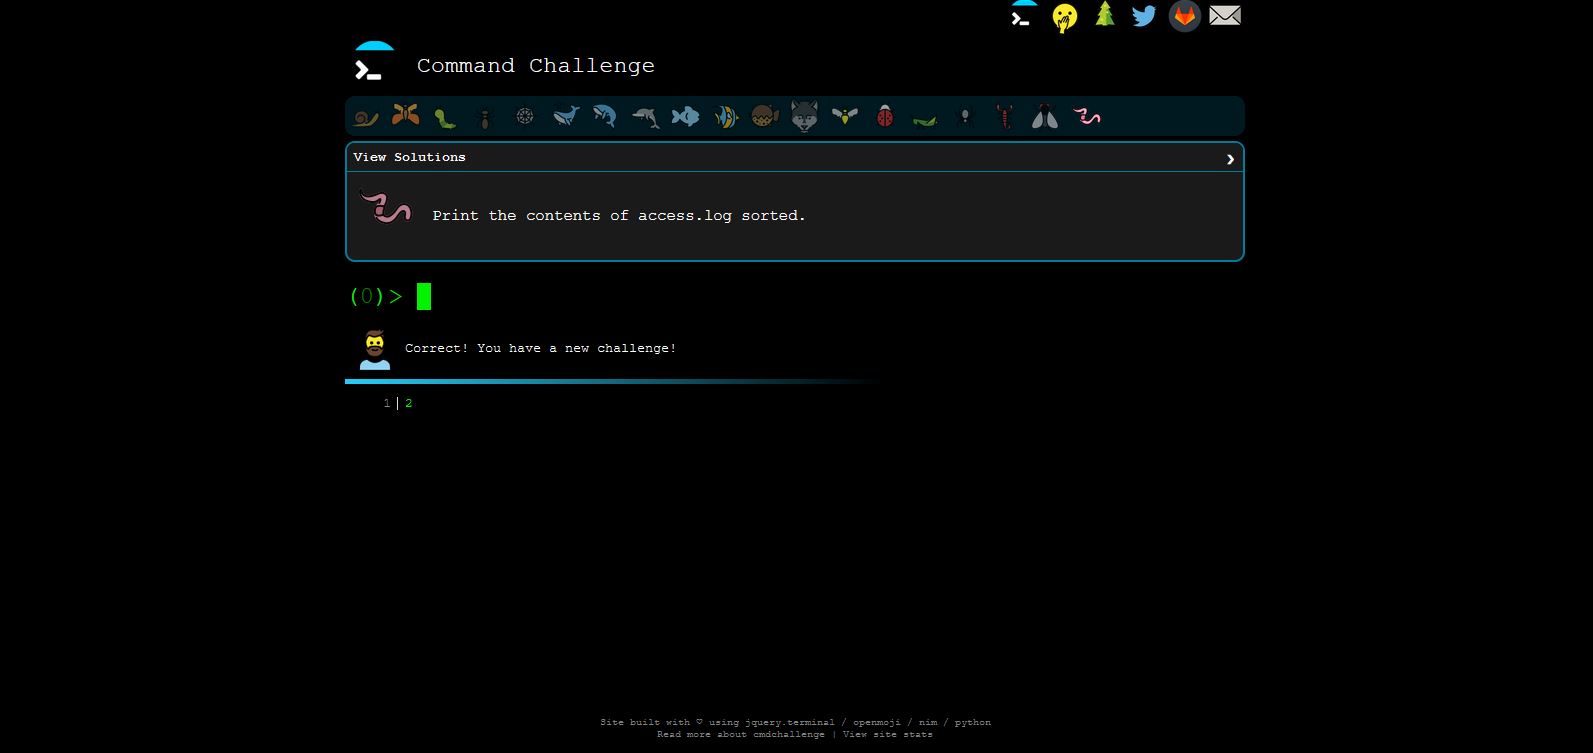 Command Challenge
View Solutions
Print the contents of access.log sorted.
(0)>
Correct! You have a new challenge!
1 2
Site built with ♡ using jquery.terminal / openmoji / nim / python
Read more about cmdchallenge | View site stats